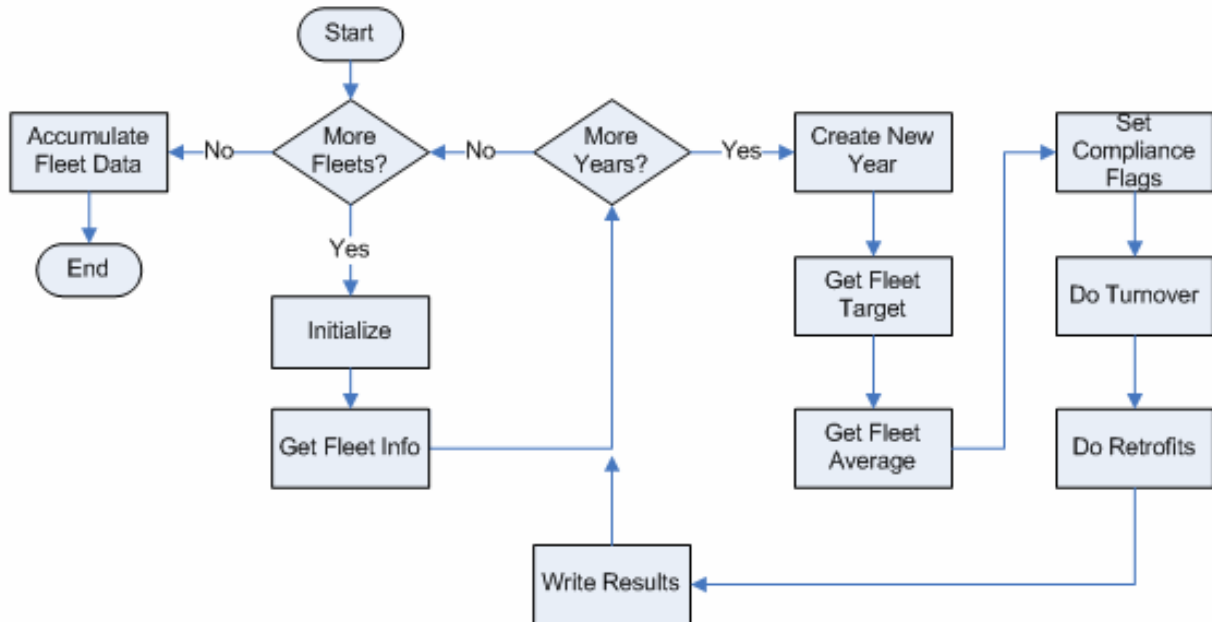 Start
Accumulate
Fleet Data
No
More
Fleets?
No
More
Years?
Yes
Create New
Year
Set
Compliance
Flags
End
Yes
Get Fleet
Target
Do Turnover
Initialize
Get Fleet Info
Get Fleet
Average
Do Retrofits
Write Results